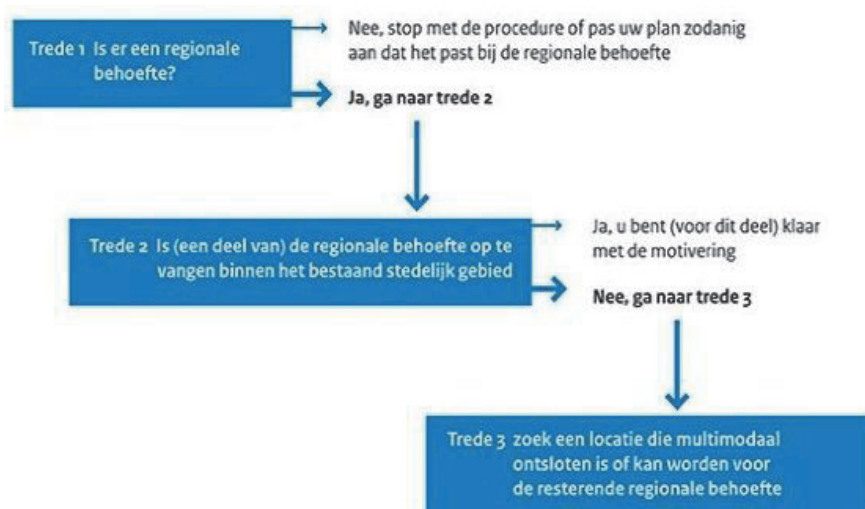 Trede 1 Is er een regionale
behoefte?
Nee, stop met de procedure of pas uw plan zodanig
aan dat het past bij de regionale behoefte
Ja, ga naar trede 2
Trede 2 Is (een deel van) de regionale behoefte op te
vangen binnen het bestaand stedelijk gebied
Ja, u bent (voor dit deel) klaar
met de motivering
Nee, ga naar trede 3
Trede 3 zoek een locatie die multimodaal
ontsloten is of kan worden voor
de resterende regionale behoefte